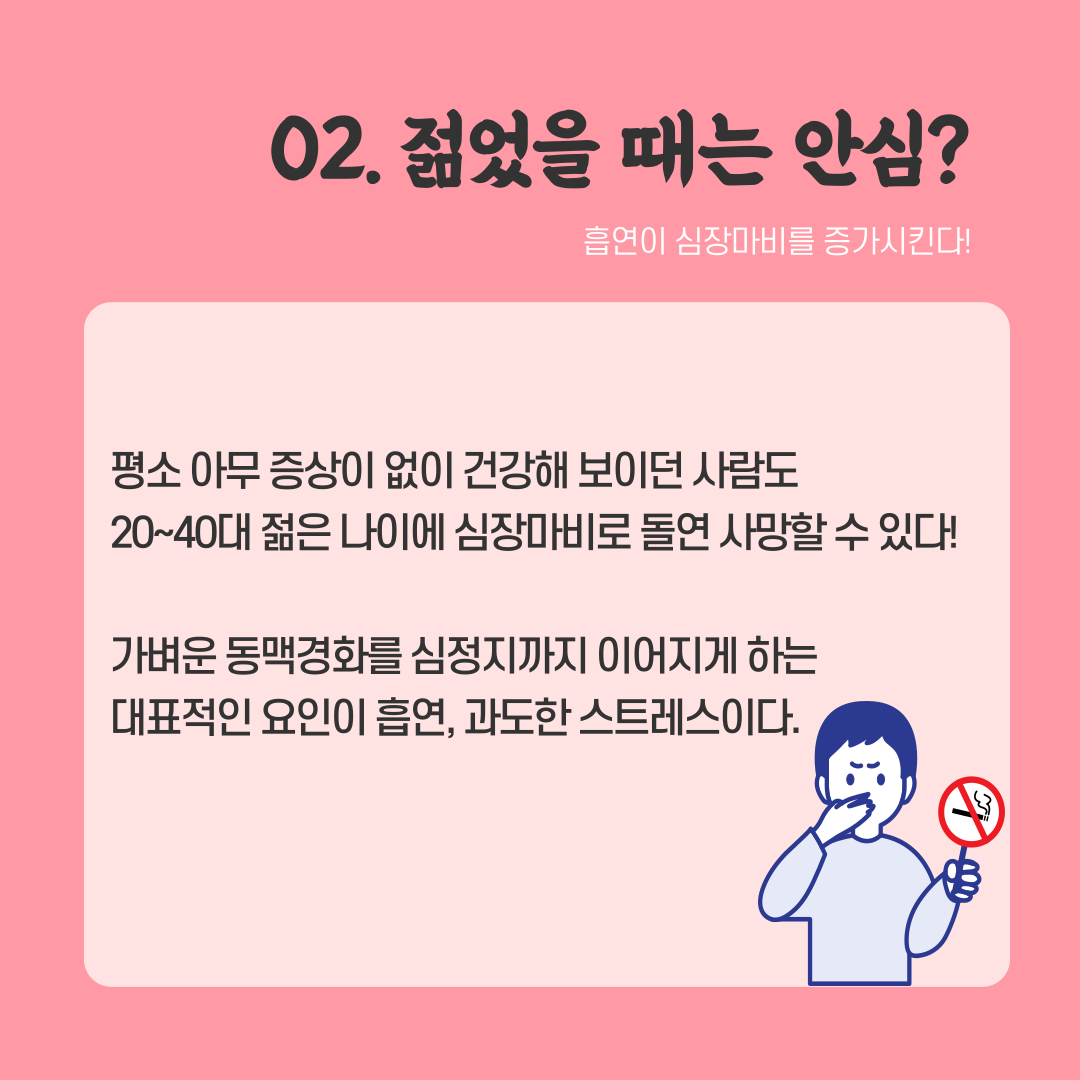 02. 젊었을 때는 안심?
흡연이 심장마비를 증가시킨다!
평소 아무 증상이 없이 건강해 보이던 사람도
20~40대 젊은 나이에 심장마비로 돌연 사망할 수 있다!
가벼운 동맥경화를 심정지까지 이어지게 하는
대표적인 요인이 흡연, 과도한 스트레스이다.